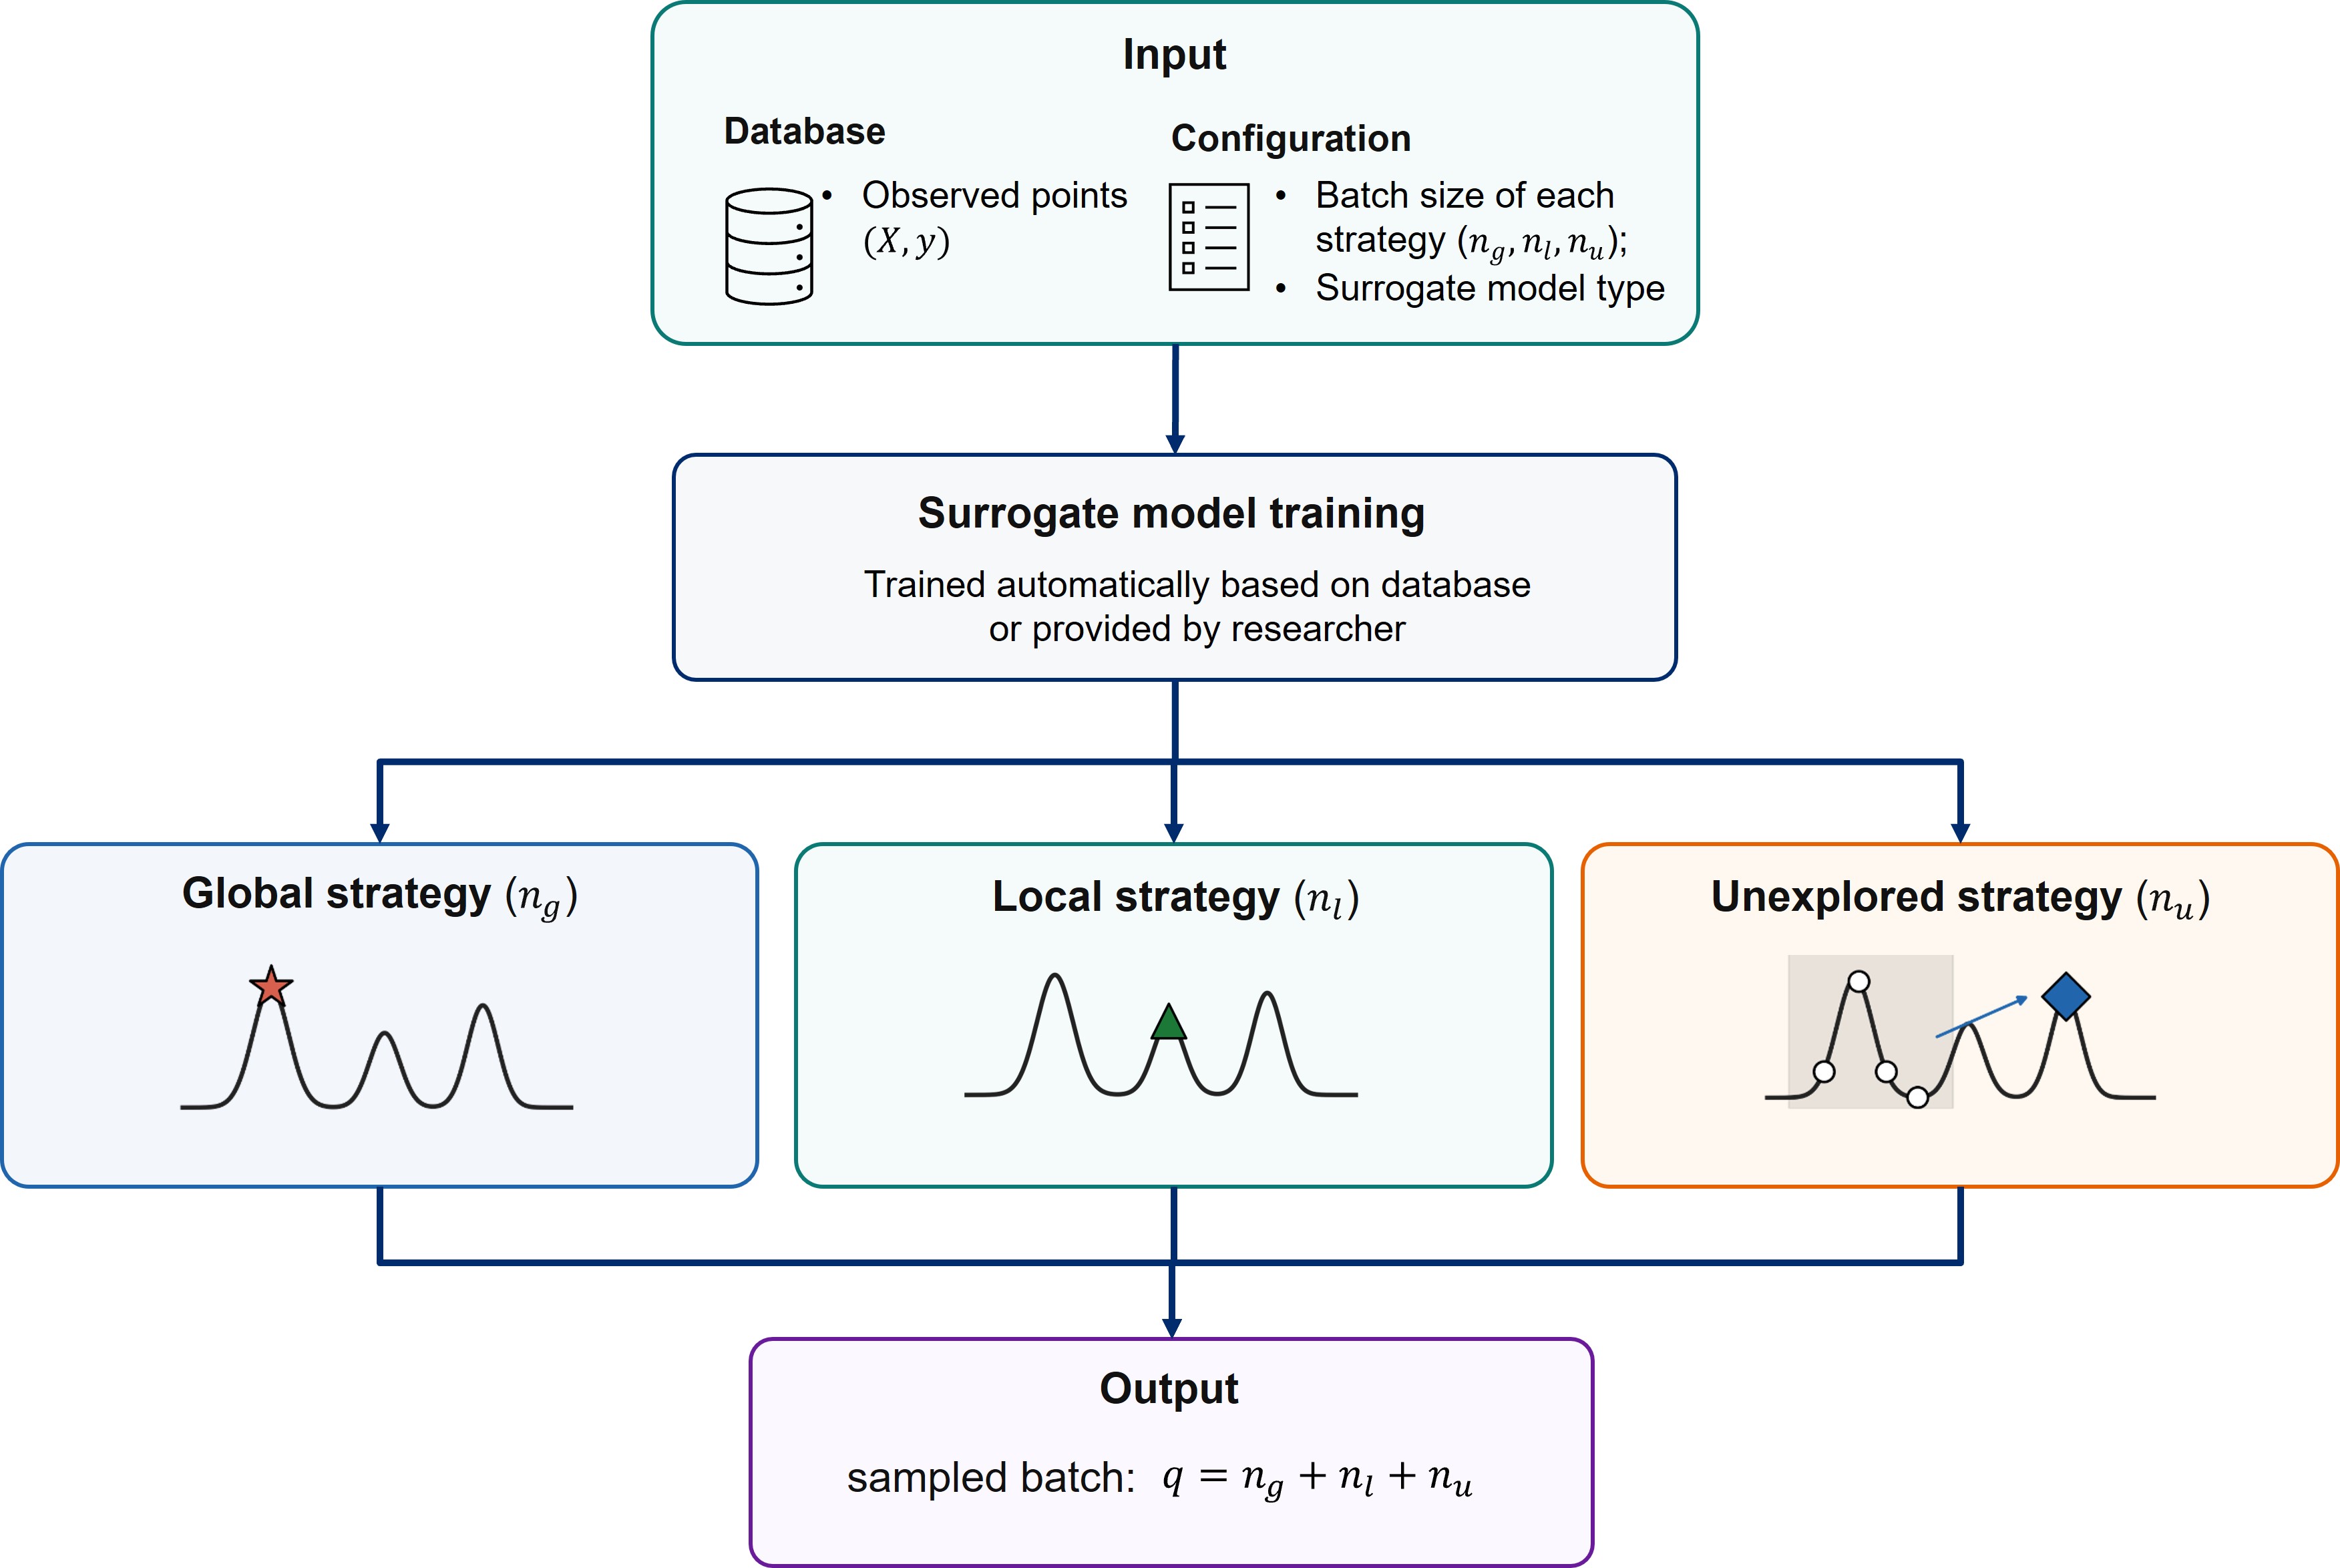 Input
Database
• Observed points
(X, y)
Configuration
• Batch size of each
strategy (n_g, n_l, n_u);
• Surrogate model type
Surrogate model training
Trained automatically based on database
or provided by researcher
Global strategy (n_g)
Local strategy (n_l)
Unexplored strategy (n_u)
Output
sampled batch: q = n_g + n_l + n_u